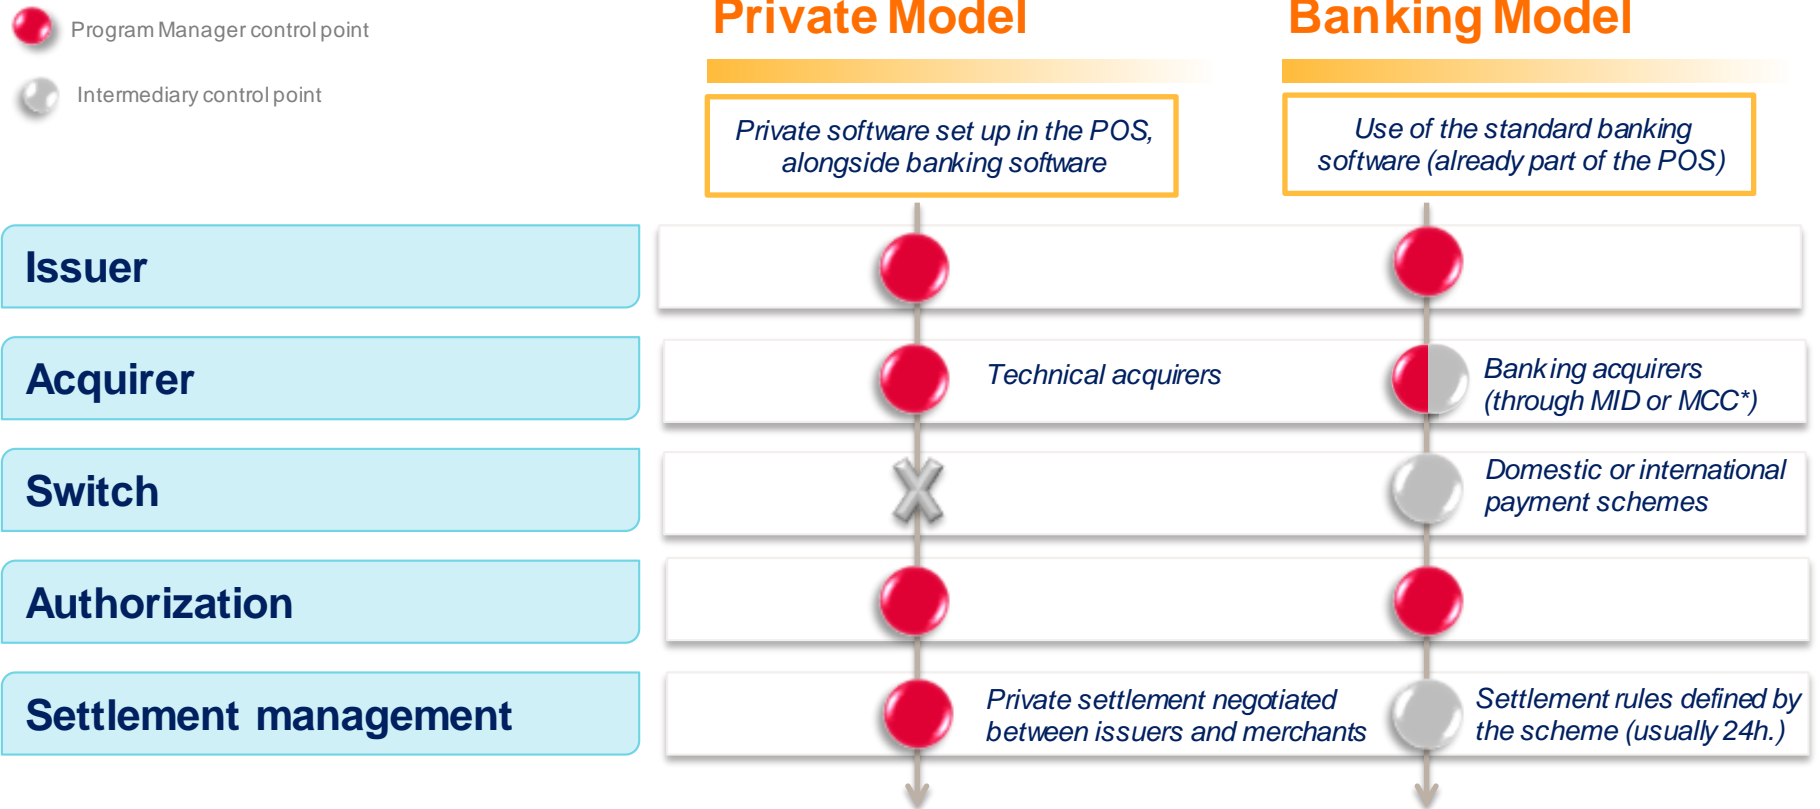 Private Model
Banking Model
Program Manager control point
Intermediary control point
Private software set up in the POS,
alongside banking software
Use of the standard banking
software (already part of the POS)
Issuer
Acquirer
Technical acquirers
Banking acquirers
(through MID or MCC*)
Switch
X
Domestic or international
payment schemes
Authorization
Settlement management
Private settlement negotiated
between issuers and merchants
Settlement rules defined by
the scheme (usually 24h.)